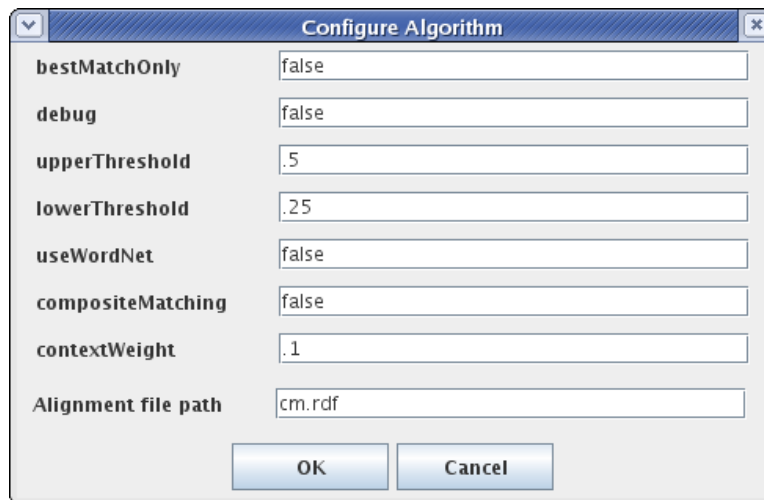 Configure Algorithm
bestMatchOnly false
debug false
upperThreshold .5
lowerThreshold .25
useWordNet false
compositeMatching false
contextWeight .1
Alignment file path cm.rdf
OK Cancel